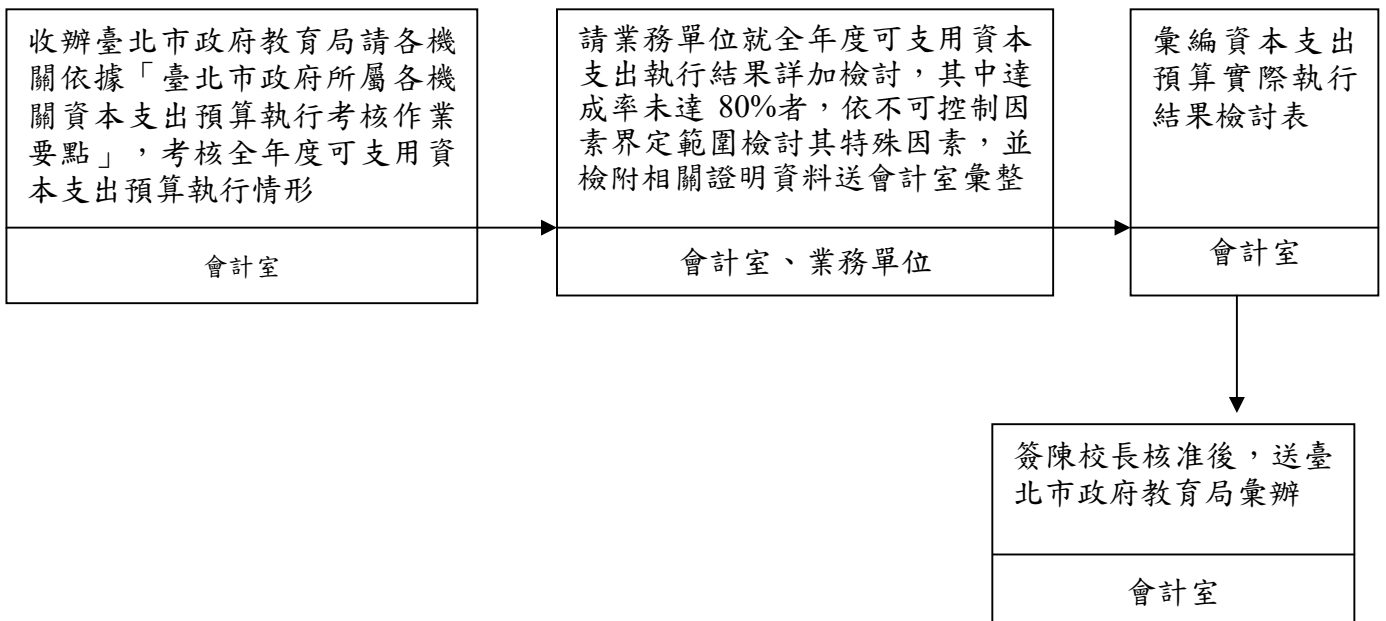 收辦臺北市政府教育局請各機
關依據「臺北市政府所屬各機
關資本支出預算執行考核作業
要點」，考核全年度可支用資
本支出預算執行情形
會計室
請業務單位就全年度可支用資本
支出執行結果詳加檢討，其中達
成率未達 80%者，依不可控制因
素界定範圍檢討其特殊因素，並
檢附相關證明資料送會計室彙整
會計室、業務單位
彙編資本支出
預算實際執行
結果檢討表
會計室
簽陳校長核准後，送臺
北市政府教育局彙辦
會計室